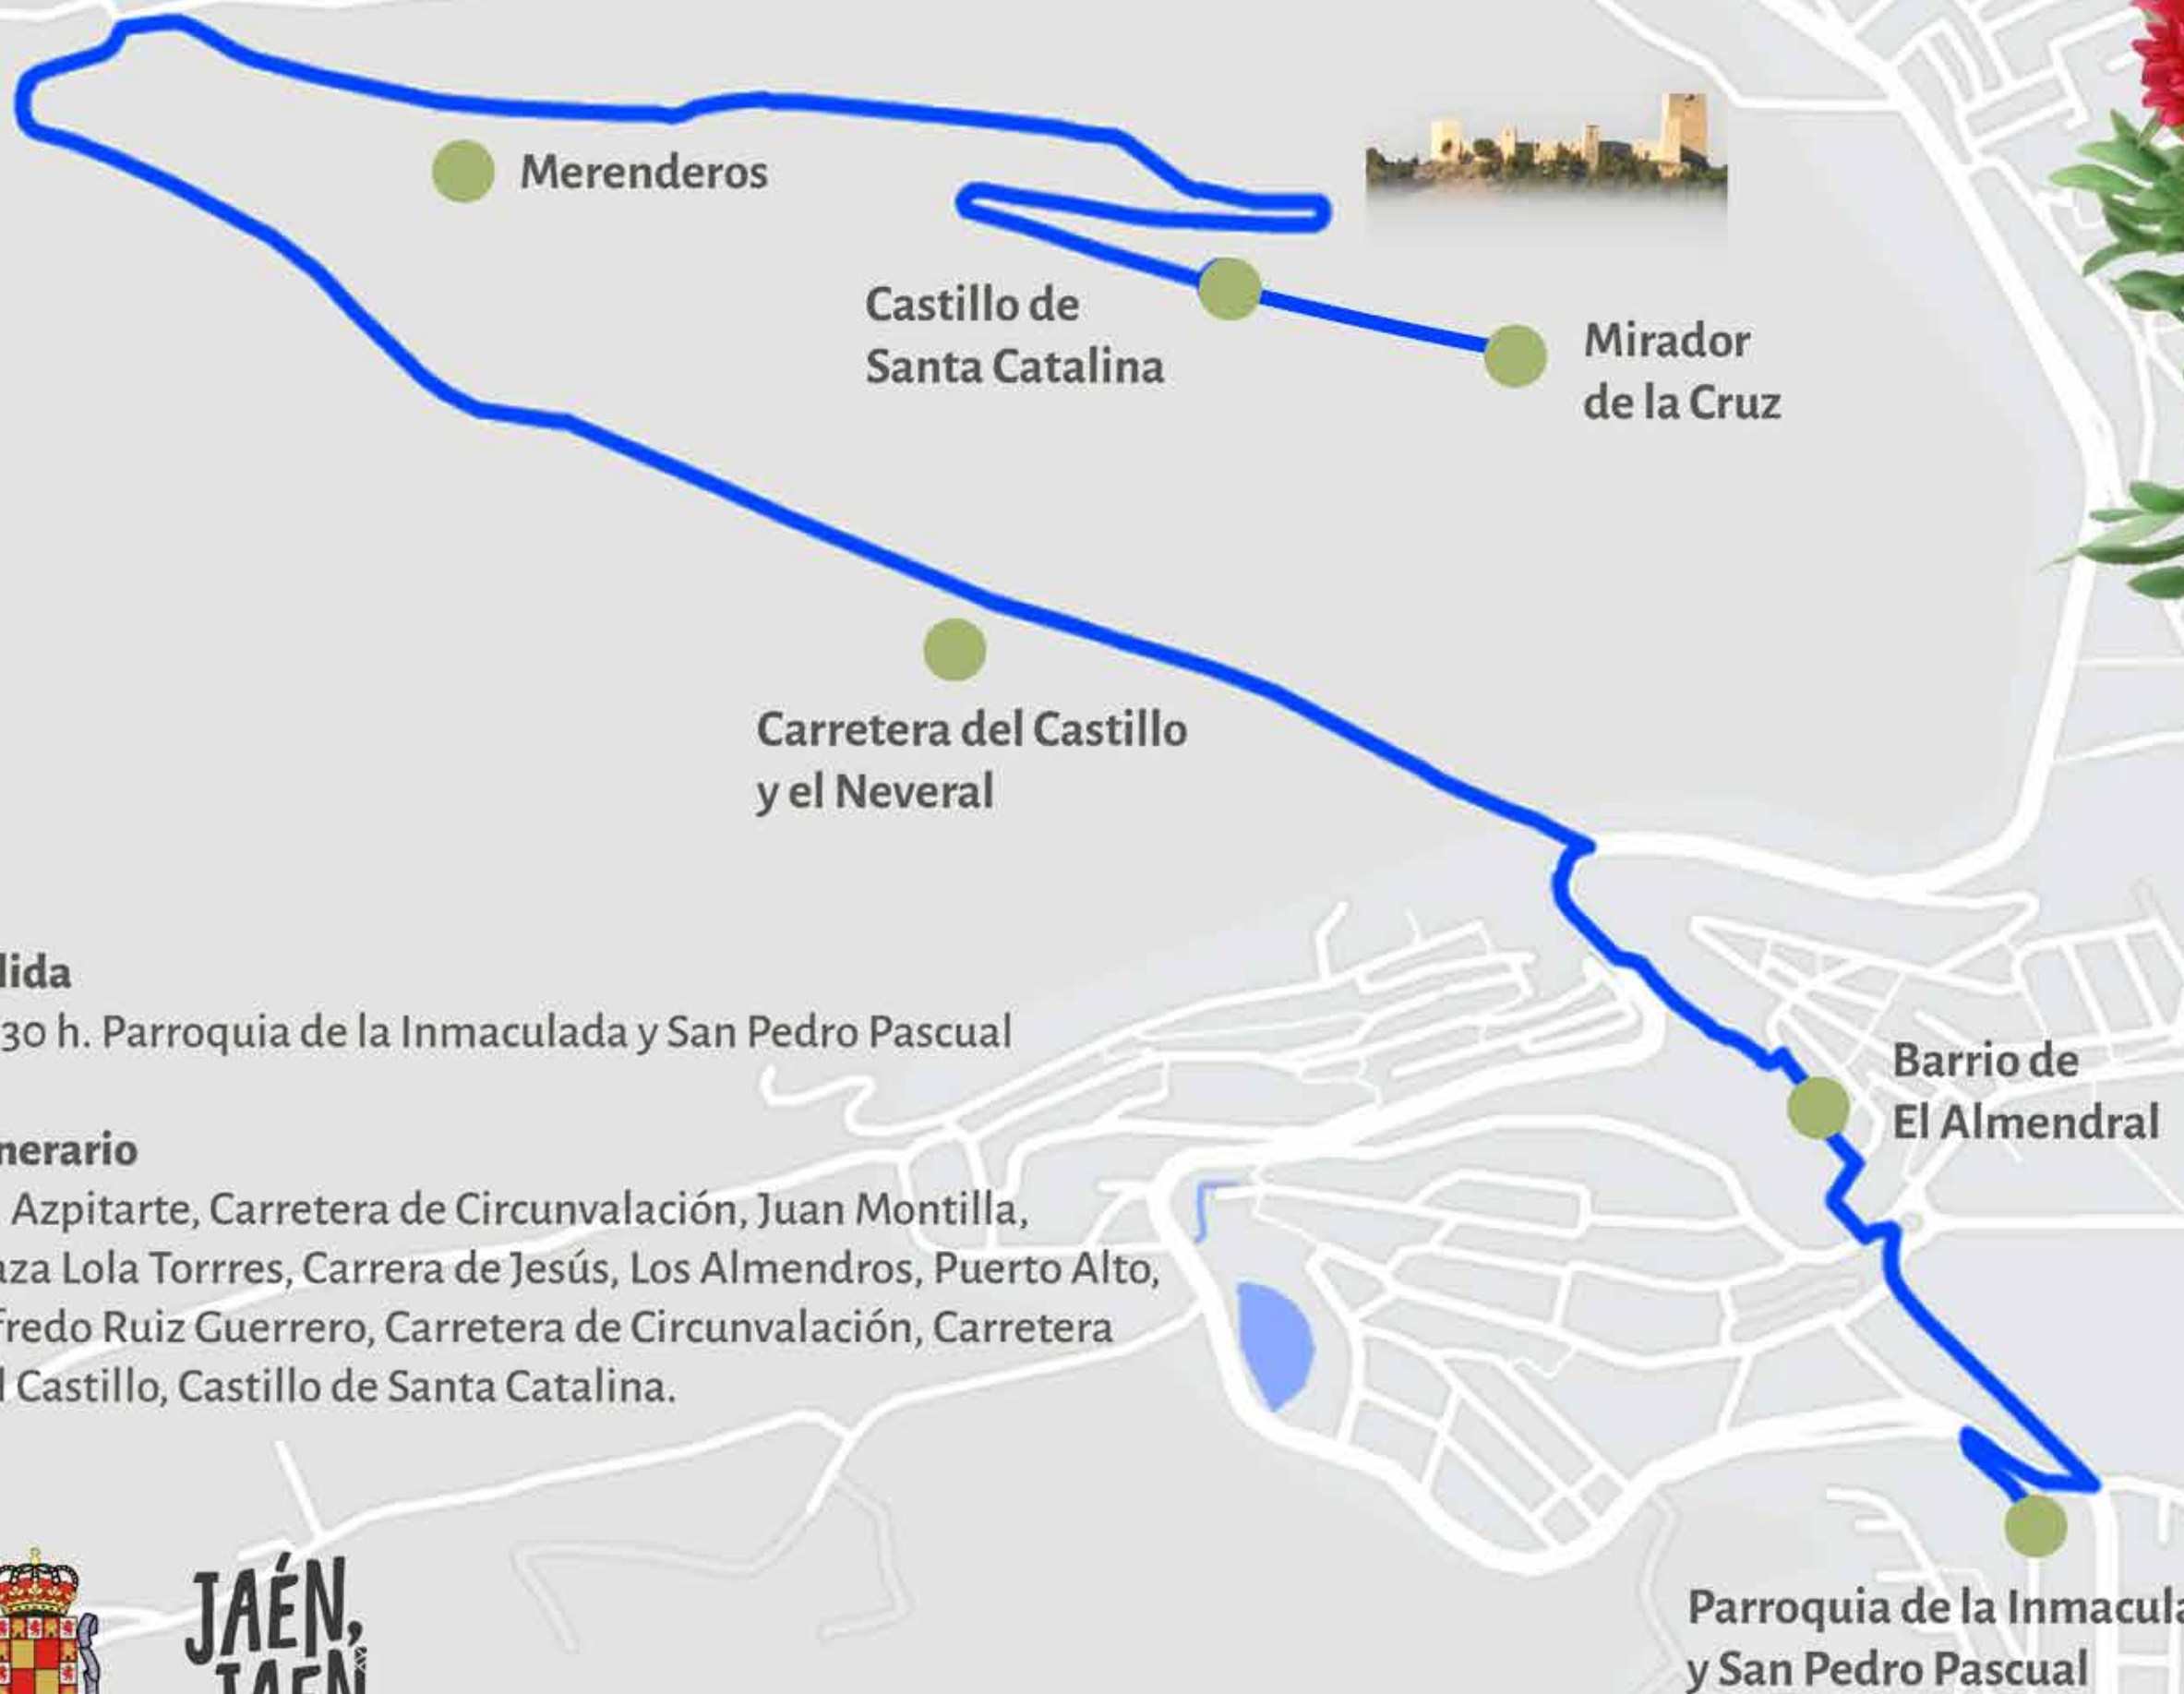 Merenderos
Castillo de
Santa Catalina
Mirador
de la Cruz
Carretera del Castillo
y el Neveral
lida
30 h. Parroquia de la Inmaculada y San Pedro Pascual
Barrio de
El Almendral
nerario
Azpitarte, Carretera de Circunvalación, Juan Montilla,
aza Lola Torrres, Carrera de Jesús, Los Almendros, Puerto Alto,
fredo Ruiz Guerrero, Carretera de Circunvalación, Carretera
l Castillo, Castillo de Santa Catalina.
Parroquia de la Inmacula
y San Pedro Pascual
JAÉN,
JAEN